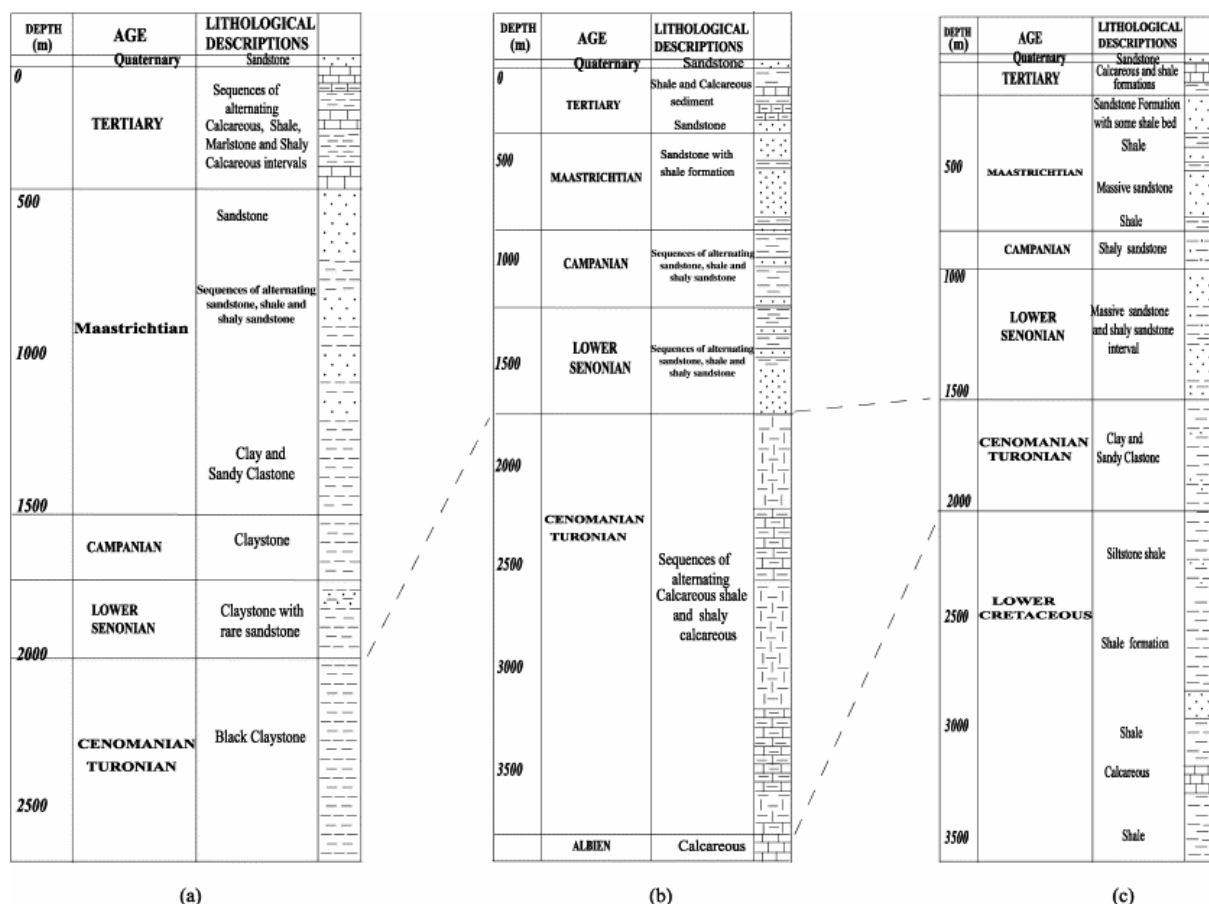 DEPTH
(m)
AGE
LITHOLOGICAL
DESCRIPTIONS
Quaternary
Sandstone
0
TERTIARY
Sequences of
alternating
Calcareous, Shale,
Marlstone and Shaly
Calcareous intervals
500
Sandstone
Maastrichtian
Sequences of alternating
sandstone, shale and
shaly sandstone
1000
Clay and
Sandy Clastone
1500
CAMPANIAN
Claystone
LOWER
SENONIAN
Claystone with
rare sandstone
2000
CENOMANIAN
TURONIAN
Black Claystone
2500
(a)
DEPTH
(m)
AGE
LITHOLOGICAL
DESCRIPTIONS
Quaternary
Sandstone
0
TERTIARY
Shale and Calcareous
sediment
Sandstone
500
MAASTRICHTIAN
Sandstone with
shale formation
1000
CAMPANIAN
Sequences of alternating
sandstone, shale and
shaly sandstone
LOWER
SENONIAN
Sequences of alternating
sandstone, shale and
shaly sandstone
1500
2000
CENOMANIAN
TURONIAN
2500
Sequences of
alternating
Calcareous shale
and shaly
calcareous
3000
3500
ALBIEN
Calcareous
(b)
DEPTH
(m)
AGE
LITHOLOGICAL
DESCRIPTIONS
Quaternary
Sandstone
TERTIARY
Calcareous and shale
formations
Sandstone Formation
with some shale bed
Shale
500
MAASTRICHTIAN
Massive sandstone
Shale
CAMPANIAN
Shaly sandstone
1000
LOWER
SENONIAN
Massive sandstone
and shaly sandstone
interval
1500
CENOMANIAN
TURONIAN
Clay and
Sandy Clastone
2000
Siltstone shale
LOWER
CRETACEOUS
2500
Shale formation
3000
Shale
Calcareous
3500
Shale
(c)